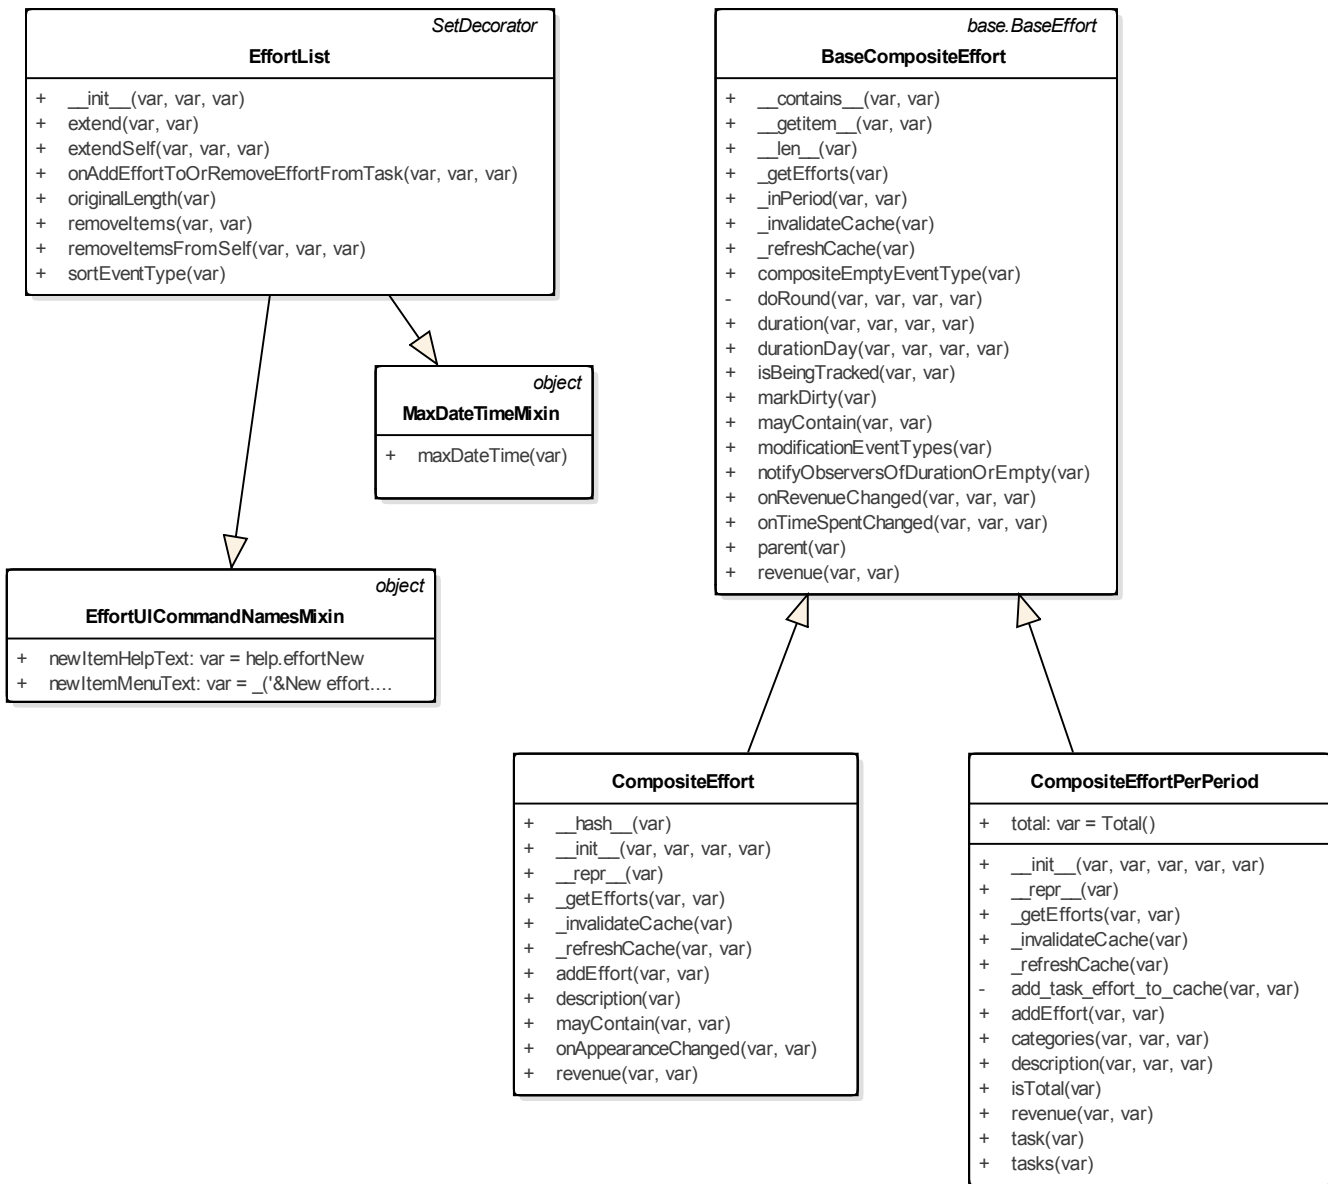 SetDecorator
EffortList
+ __init__(var, var, var)
+ extend(var, var)
+ extendSelf(var, var, var)
+ onAddEffortToOrRemoveEffortFromTask(var, var, var)
+ originalLength(var)
+ removeItems(var, var)
+ removeItemsFromSelf(var, var, var)
+ sortEventType(var)
object
MaxDateTimeMixin
+ maxDateTime(var)
object
EffortUICommandNamesMixin
+ newItemHelpText: var = help.effortNew
+ newItemMenuText: var = _('&New effort....
base.BaseEffort
BaseCompositeEffort
+ __contains__(var, var)
+ __getitem__(var, var)
+ __len__(var)
+ _getEfforts(var)
+ _inPeriod(var, var)
+ _invalidateCache(var)
+ _refreshCache(var)
+ compositeEmptyEventType(var)
- doRound(var, var, var, var)
+ duration(var, var, var, var)
+ durationDay(var, var, var, var)
+ isBeingTracked(var, var)
+ markDirty(var)
+ mayContain(var, var)
+ modificationEventTypes(var)
+ notifyObserversOfDurationOrEmpty(var)
+ onRevenueChanged(var, var, var)
+ onTimeSpentChanged(var, var, var)
+ parent(var)
+ revenue(var, var)
CompositeEffort
+ __hash__(var)
+ __init__(var, var, var, var)
+ __repr__(var)
+ _getEfforts(var, var)
+ _invalidateCache(var)
+ _refreshCache(var, var)
+ addEffort(var, var)
+ description(var)
+ mayContain(var, var)
+ onAppearanceChanged(var, var)
+ revenue(var, var)
CompositeEffortPerPeriod
+ total: var = Total()
+ __init__(var, var, var, var, var)
+ __repr__(var)
+ _getEfforts(var, var)
+ _invalidateCache(var)
+ _refreshCache(var)
- add_task_effort_to_cache(var, var)
+ addEffort(var, var)
+ categories(var, var, var)
+ description(var, var, var)
+ isTotal(var)
+ revenue(var, var)
+ task(var)
+ tasks(var)